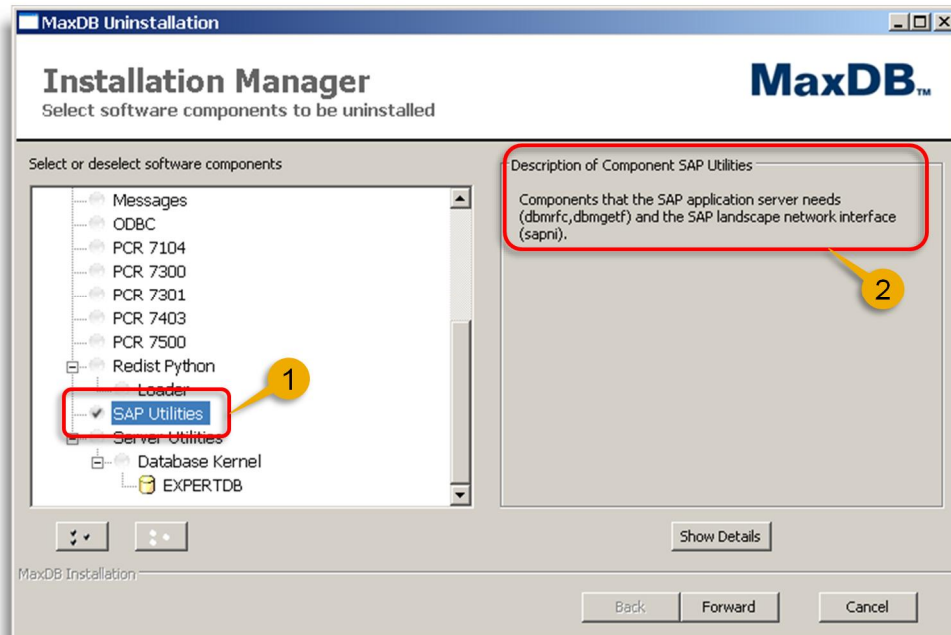 MaxDB Uninstallation
Installation Manager
Select software components to be uninstalled
MaxDB™
Select or deselect software components
Messages
ODBC
PCR 7104
PCR 7300
PCR 7301
PCR 7403
PCR 7500
Redist Python
Loader
SAP Utilities
Server Utilities
Database Kernel
EXPERTDB
1
Description of Component SAP Utilities
Components that the SAP application server needs
(dbmrfc,dbmgetf) and the SAP landscape network interface
(sapni).
2
Show Details
MaxDB Installation
Back
Forward
Cancel